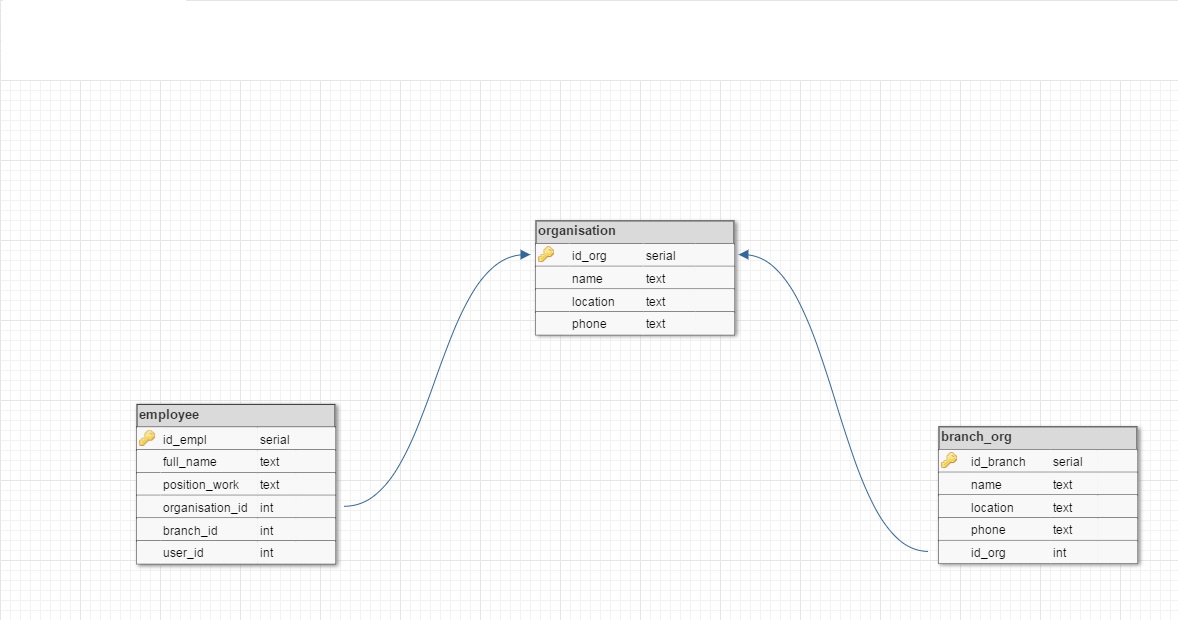 organisation
id_org serial
name text
location text
phone text
employee
id_empl serial
full_name text
position_work text
organisation_id int
branch_id int
user_id int
branch_org
id_branch serial
name text
location text
phone text
id_org int